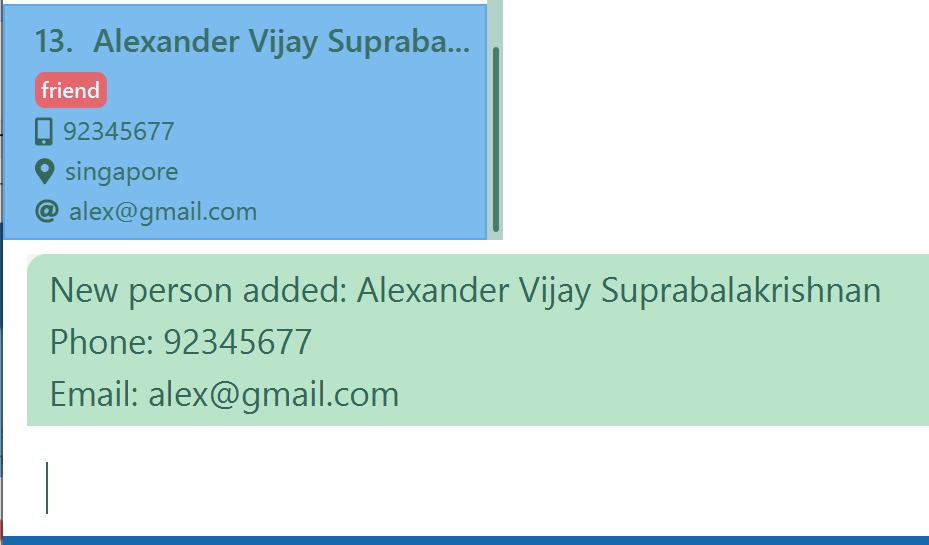 13. Alexander Vijay Supraba...
friend
92345677
singapore
@ alex@gmail.com
New person added: Alexander Vijay Suprabalakrishnan
Phone: 92345677
Email: alex@gmail.com